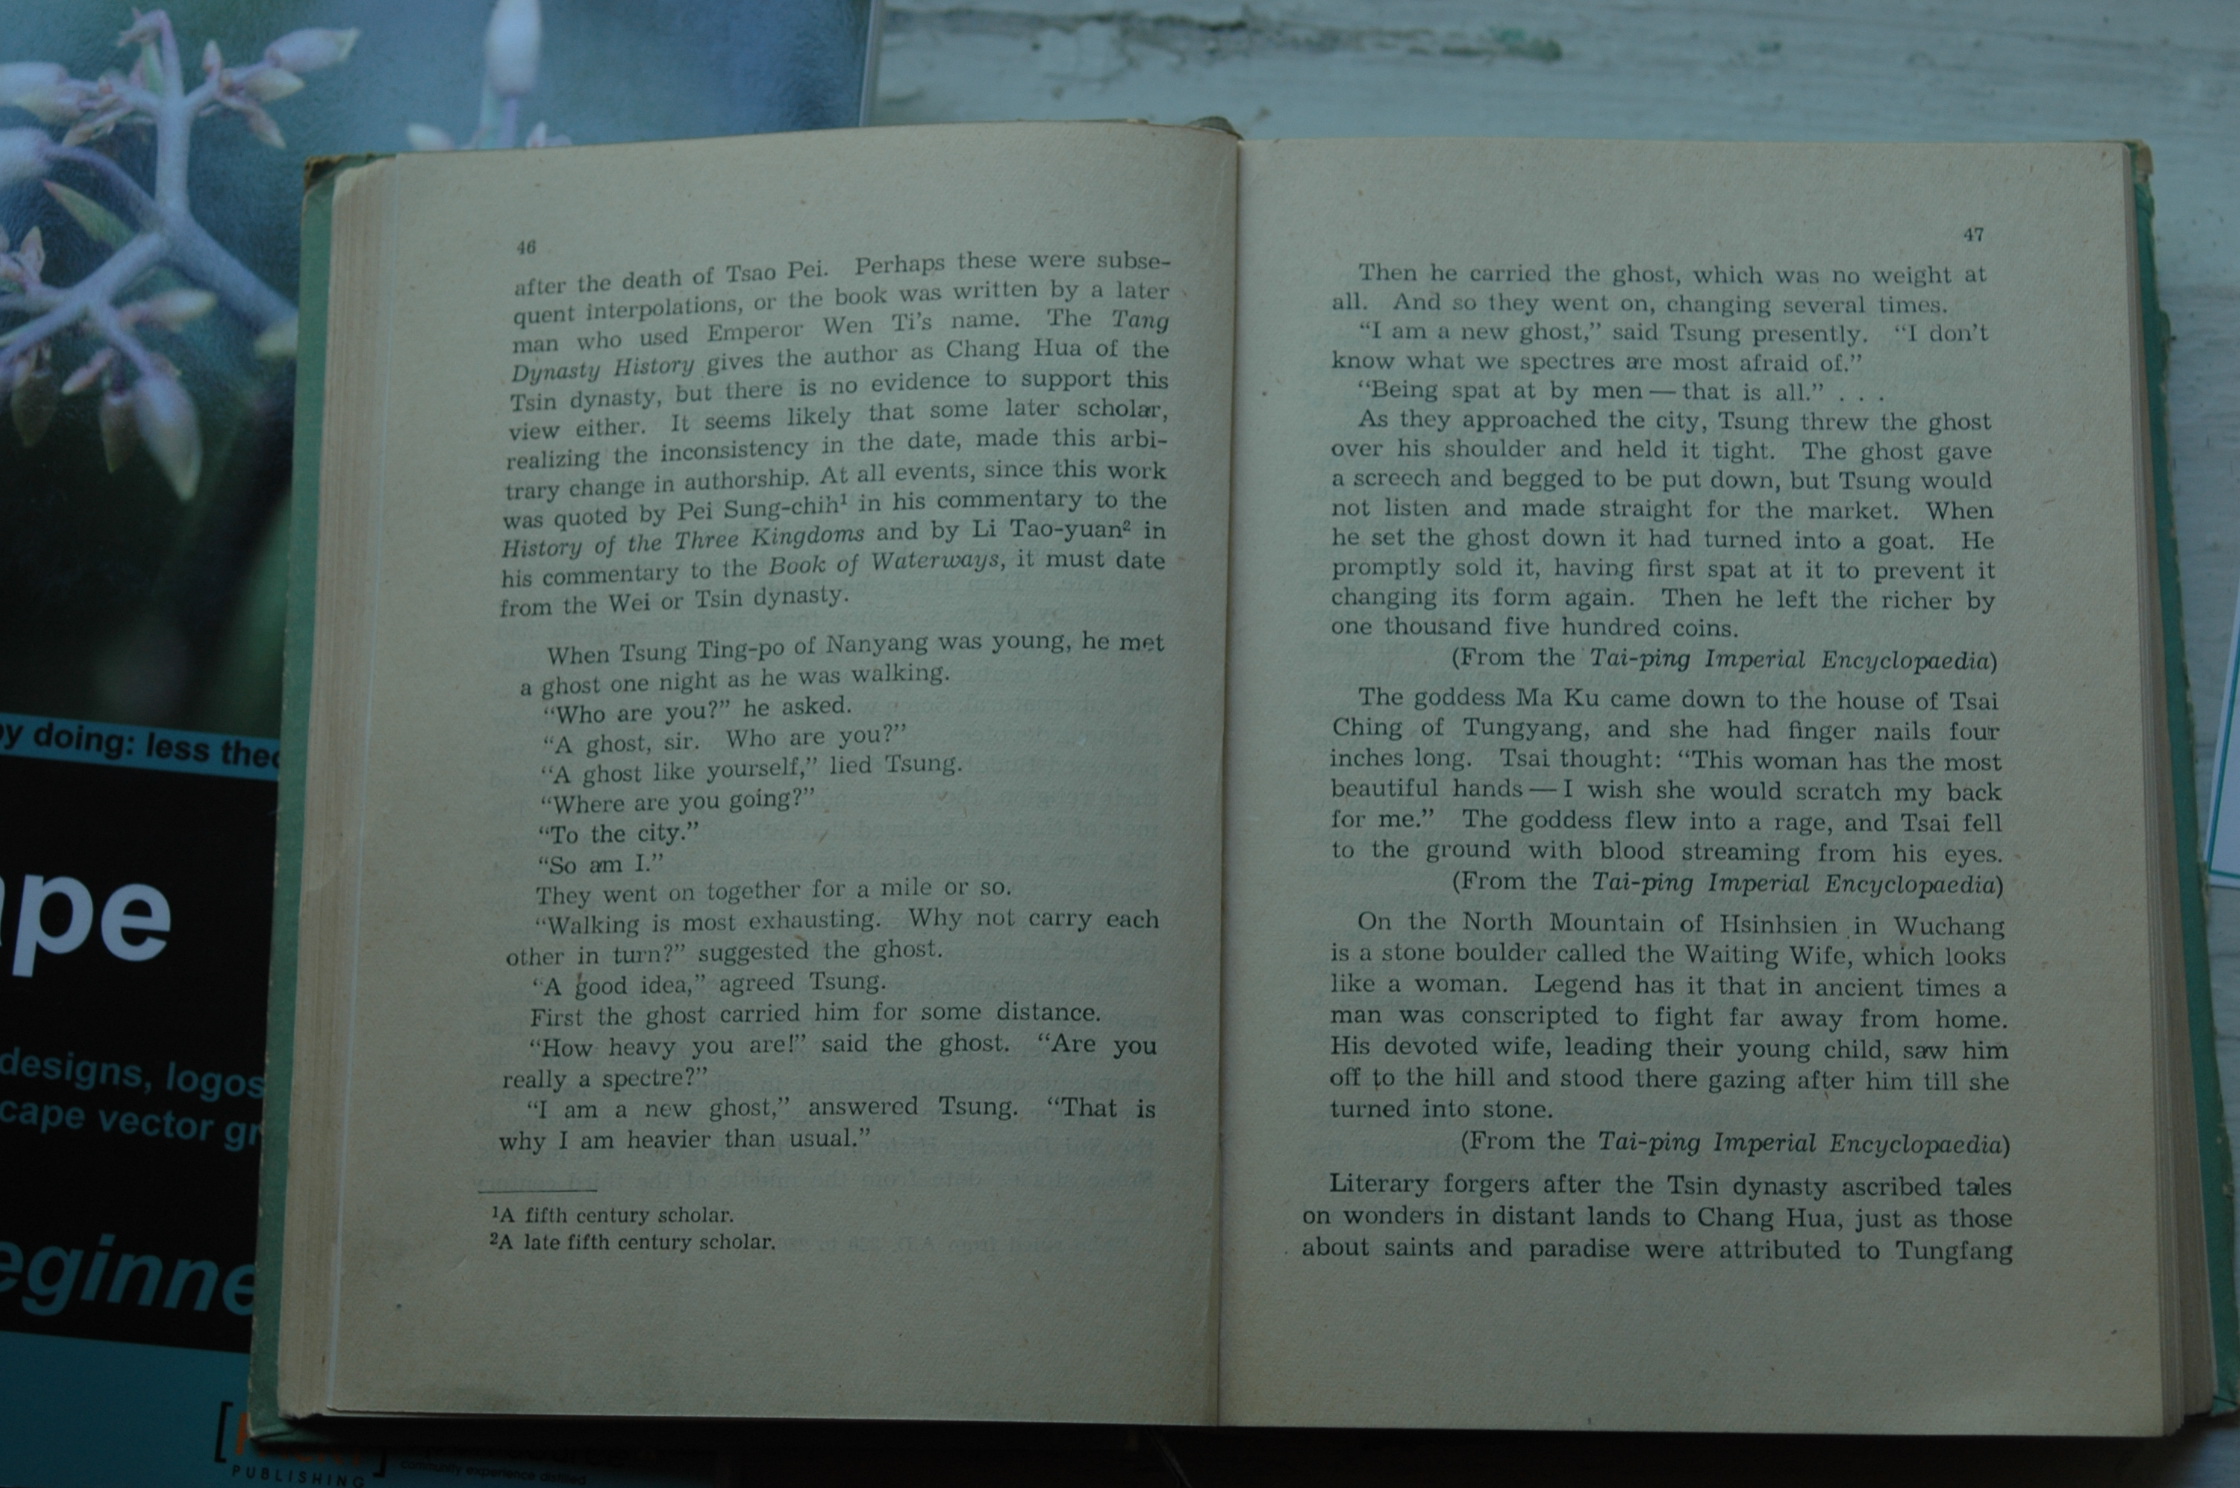 46
after the death of Tsao Pei. Perhaps these were subse-
quent interpolations, or the book was written by a later
man who used Emperor Wen Ti's name. The Tang
Dynasty History gives the author as Chang Hua of the
Tsin dynasty, but there is no evidence to support this
view either. It seems likely that some later scholar,
realizing the inconsistency in the date, made this arbi-
trary change in authorship. At all events, since this work
was quoted by Pei Sung-chih¹ in his commentary to the
History of the Three Kingdoms and by Li Tao-yuan² in
his commentary to the Book of Waterways, it must date
from the Wei or Tsin dynasty.
When Tsung Ting-po of Nanyang was young, he met
a ghost one night as he was walking.
"Who are you?" he asked.
"A ghost, sir. Who are you?"
"A ghost like yourself," lied Tsung.
"Where are you going?"
"To the city."
"So am I."
They went on together for a mile or so.
"Walking is most exhausting. Why not carry each
other in turn?" suggested the ghost.
"A good idea," agreed Tsung.
First the ghost carried him for some distance.
"How heavy you are!" said the ghost. "Are you
really a spectre?"
"I am a new ghost," answered Tsung. "That is
why I am heavier than usual."
¹A fifth century scholar.
²A late fifth century scholar.
47
Then he carried the ghost, which was no weight at
all. And so they went on, changing several times.
"I am a new ghost," said Tsung presently. "I don't
know what we spectres are most afraid of."
"Being spat at by men — that is all." . . .
As they approached the city, Tsung threw the ghost
over his shoulder and held it tight. The ghost gave
a screech and begged to be put down, but Tsung would
not listen and made straight for the market. When
he set the ghost down it had turned into a goat. He
promptly sold it, having first spat at it to prevent it
changing its form again. Then he left the richer by
one thousand five hundred coins.
(From the Tai-ping Imperial Encyclopaedia)
The goddess Ma Ku came down to the house of Tsai
Ching of Tungyang, and she had finger nails four
inches long. Tsai thought: "This woman has the most
beautiful hands — I wish she would scratch my back
for me." The goddess flew into a rage, and Tsai fell
to the ground with blood streaming from his eyes.
(From the Tai-ping Imperial Encyclopaedia)
On the North Mountain of Hsinhsien in Wuchang
is a stone boulder called the Waiting Wife, which looks
like a woman. Legend has it that in ancient times a
man was conscripted to fight far away from home.
His devoted wife, leading their young child, saw him
off to the hill and stood there gazing after him till she
turned into stone.
(From the Tai-ping Imperial Encyclopaedia)
Literary forgers after the Tsin dynasty ascribed tales
on wonders in distant lands to Chang Hua, just as those
about saints and paradise were attributed to Tungfang
by doing: less theo
ape
designs, logos
cape vector gr
eginne
PUBLISHING
community experience distilled